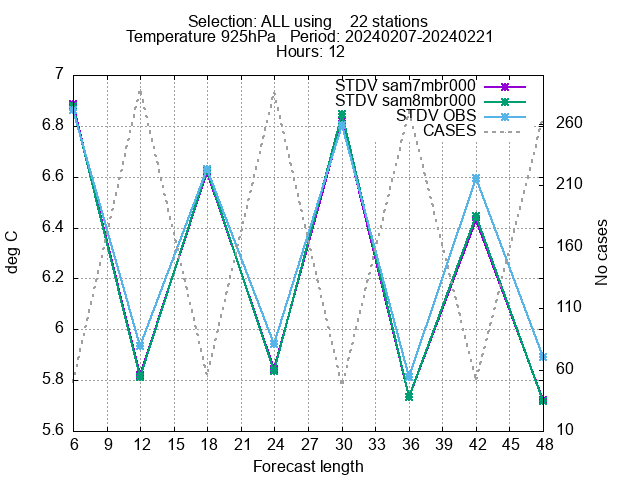 Selection: ALL using    22 stations
Temperature 925hPa   Period: 20240207-20240221
Hours: 12
STDV sam7mbr000
STDV sam8mbr000
STDV OBS
CASES
7
6.8
6.6
6.4
6.2
6
5.8
5.6
deg C
260
210
160
110
60
10
No cases
6 9 12 15 18 21 24 27 30 33 36 39 42 45 48
Forecast length